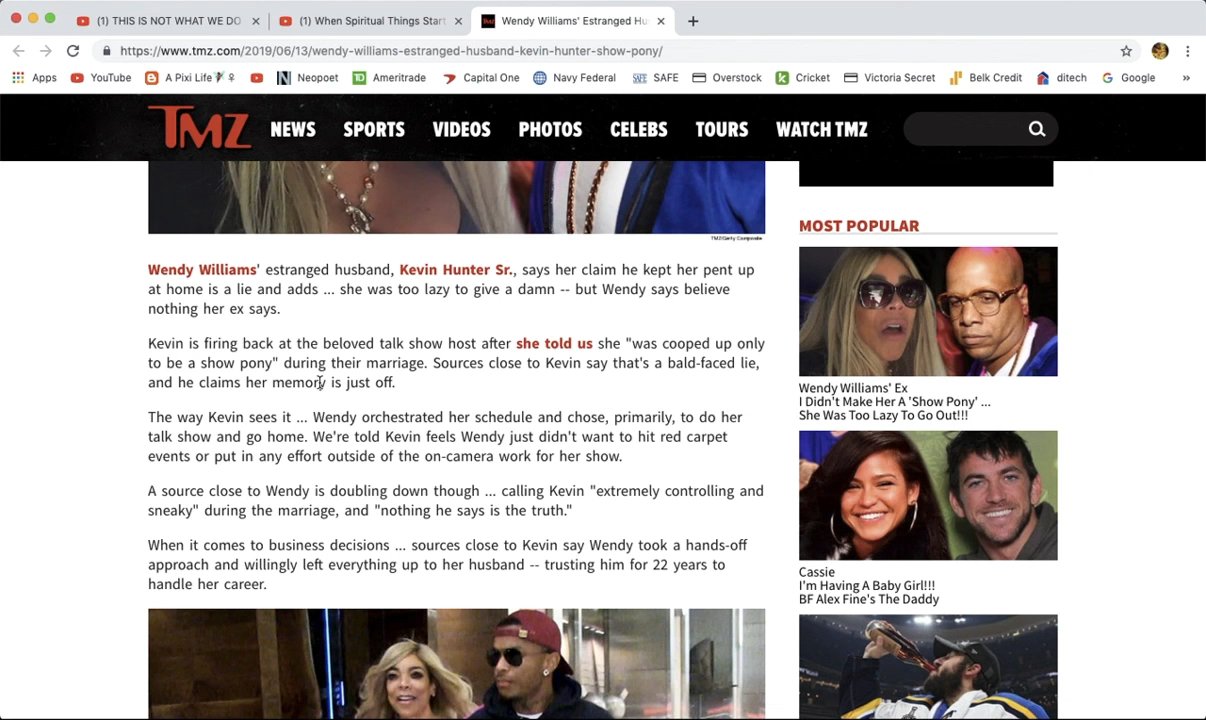 (1) THIS IS NOT WHAT WE DO
(1) When Spiritual Things Start
Wendy Williams' Estranged Hu
https://www.tmz.com/2019/06/13/wendy-williams-estranged-husband-kevin-hunter-show-pony/
Apps YouTube A Pixi Life Neopoet Ameritrade Capital One Navy Federal SAFE SAFE Overstock Cricket Victoria Secret Belk Credit ditech Google »
TMZ NEWS SPORTS VIDEOS PHOTOS CELEBS TOURS WATCH TMZ
TMZ/Getty Composite
Wendy Williams' estranged husband, Kevin Hunter Sr., says her claim he kept her pent up
at home is a lie and adds ... she was too lazy to give a damn -- but Wendy says believe
nothing her ex says.
Kevin is firing back at the beloved talk show host after she told us she "was cooped up only
to be a show pony" during their marriage. Sources close to Kevin say that's a bald-faced lie,
and he claims her memory is just off.
The way Kevin sees it ... Wendy orchestrated her schedule and chose, primarily, to do her
talk show and go home. We're told Kevin feels Wendy just didn't want to hit red carpet
events or put in any effort outside of the on-camera work for her show.
A source close to Wendy is doubling down though ... calling Kevin "extremely controlling and
sneaky" during the marriage, and "nothing he says is the truth."
When it comes to business decisions ... sources close to Kevin say Wendy took a hands-off
approach and willingly left everything up to her husband -- trusting him for 22 years to
handle her career.
MOST POPULAR
Wendy Williams' Ex
I Didn't Make Her A 'Show Pony' ...
She Was Too Lazy To Go Out!!!
Cassie
I'm Having A Baby Girl!!!
BF Alex Fine's The Daddy